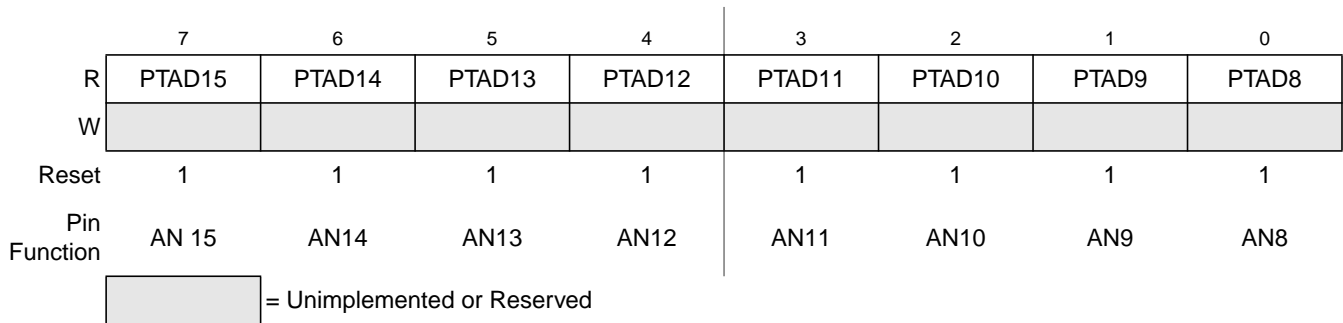 7 6 5 4 3 2 1 0
R PTAD15 PTAD14 PTAD13 PTAD12 PTAD11 PTAD10 PTAD9 PTAD8
W
Reset 1 1 1 1 1 1 1 1
Pin
Function AN 15 AN14 AN13 AN12 AN11 AN10 AN9 AN8
= Unimplemented or Reserved